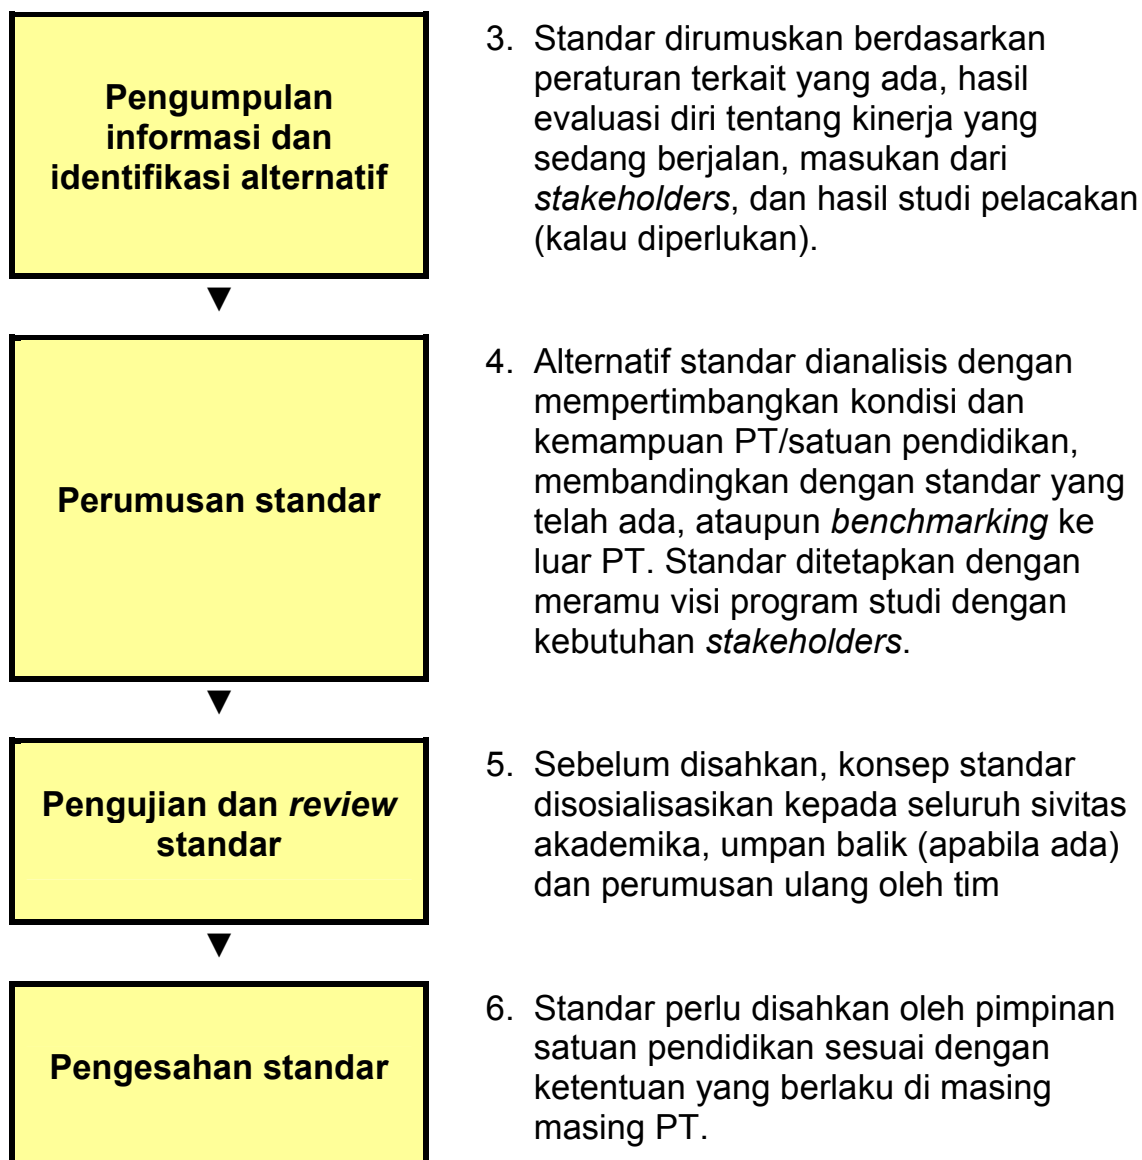 Pengumpulan
informasi dan
identifikasi alternatif
3. Standar dirumuskan berdasarkan
peraturan terkait yang ada, hasil
evaluasi diri tentang kinerja yang
sedang berjalan, masukan dari
stakeholders, dan hasil studi pelacakan
(kalau diperlukan).
▼
Perumusan standar
4. Alternatif standar dianalisis dengan
mempertimbangkan kondisi dan
kemampuan PT/satuan pendidikan,
membandingkan dengan standar yang
telah ada, ataupun benchmarking ke
luar PT. Standar ditetapkan dengan
meramu visi program studi dengan
kebutuhan stakeholders.
▼
Pengujian dan review
standar
5. Sebelum disahkan, konsep standar
disosialisasikan kepada seluruh sivitas
akademika, umpan balik (apabila ada)
dan perumusan ulang oleh tim
▼
Pengesahan standar
6. Standar perlu disahkan oleh pimpinan
satuan pendidikan sesuai dengan
ketentuan yang berlaku di masing
masing PT.